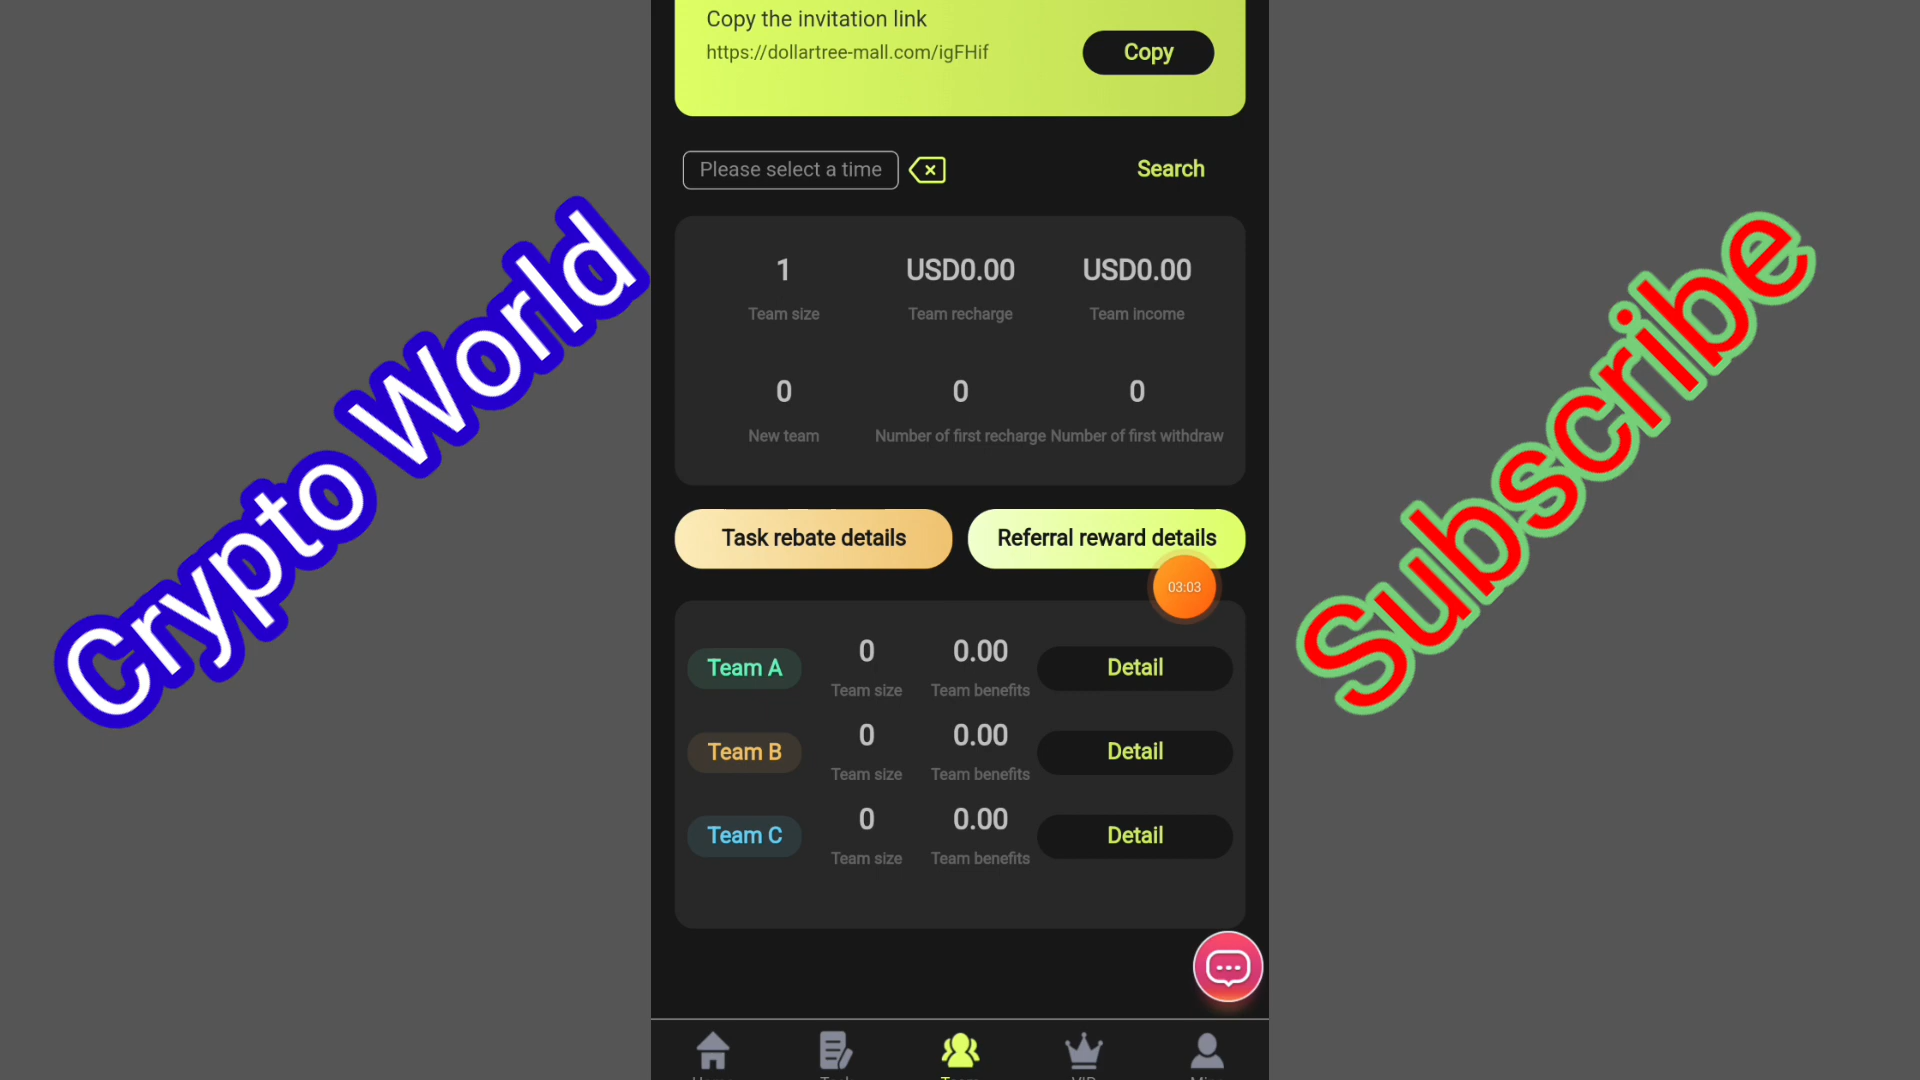 Copy the invitation link
https://dollartree-mall.com/igFHif
Copy
Please select a time
Search
1
USD0.00
USD0.00
Team size
Team recharge
Team income
0
0
0
New team
Number of first recharge
Number of first withdraw
Task rebate details
Referral reward details
03:03
Team A
0
Team size
0.00
Team benefits
Detail
Team B
0
Team size
0.00
Team benefits
Detail
Team C
0
Team size
0.00
Team benefits
Detail
Crypto World
Subscribe